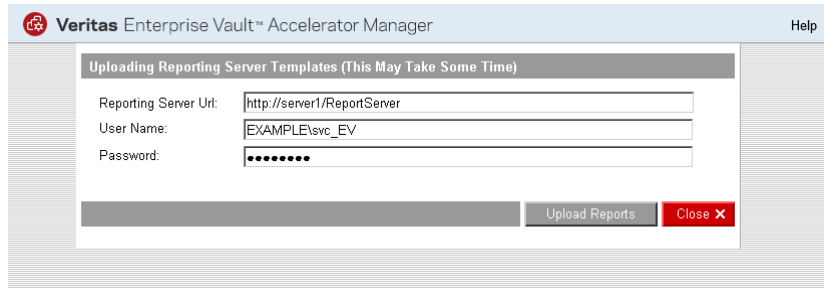 Veritas Enterprise Vault™ Accelerator Manager
Help
Uploading Reporting Server Templates (This May Take Some Time)
Reporting Server Url: http://server1/ReportServer
User Name: EXAMPLE\svc_EV
Password: ●●●●●●●●
Upload Reports Close ✕